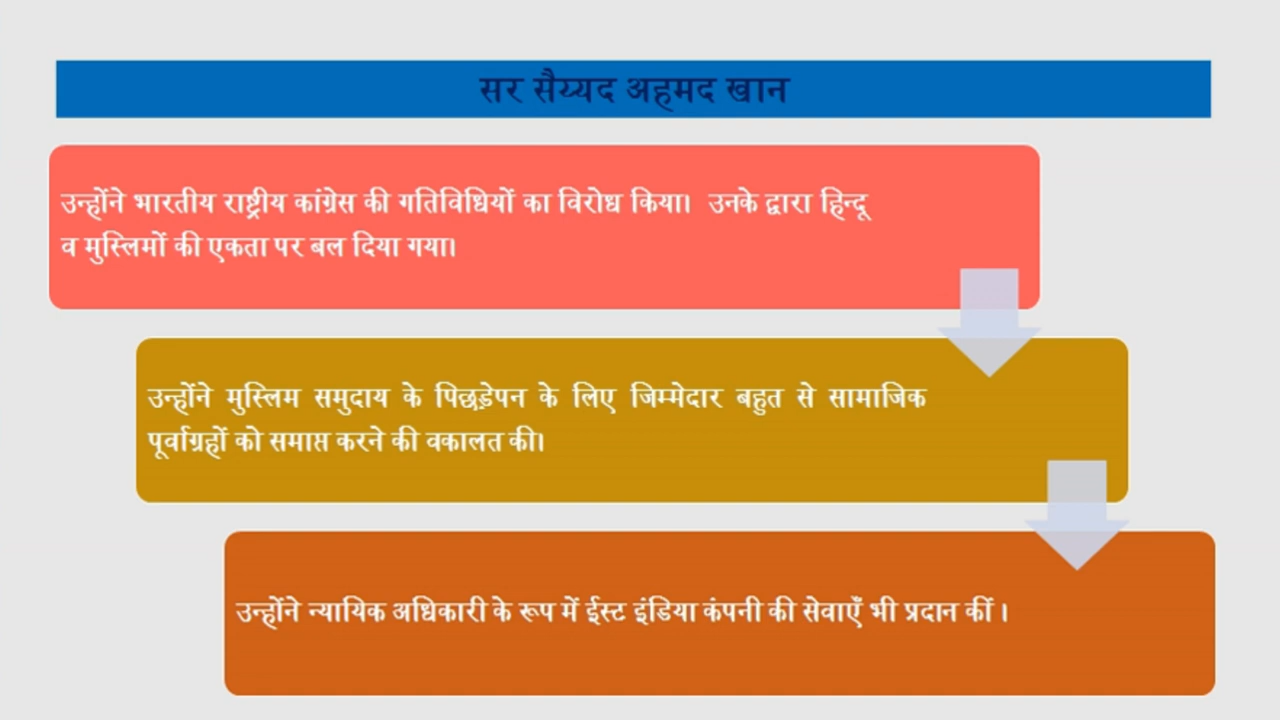 सर सैय्यद अहमद खान
उन्होंने भारतीय राष्ट्रीय कांग्रेस की गतिविधियों का विरोध किया। उनके द्वारा हिन्दू
व मुस्लिमों की एकता पर बल दिया गया।
उन्होंने मुस्लिम समुदाय के पिछड़ेपन के लिए जिम्मेदार बहुत से सामाजिक
पूर्वाग्रहों को समाप्त करने की वकालत की।
उन्होंने न्यायिक अधिकारी के रूप में ईस्ट इंडिया कंपनी की सेवाएँ भी प्रदान कीं ।